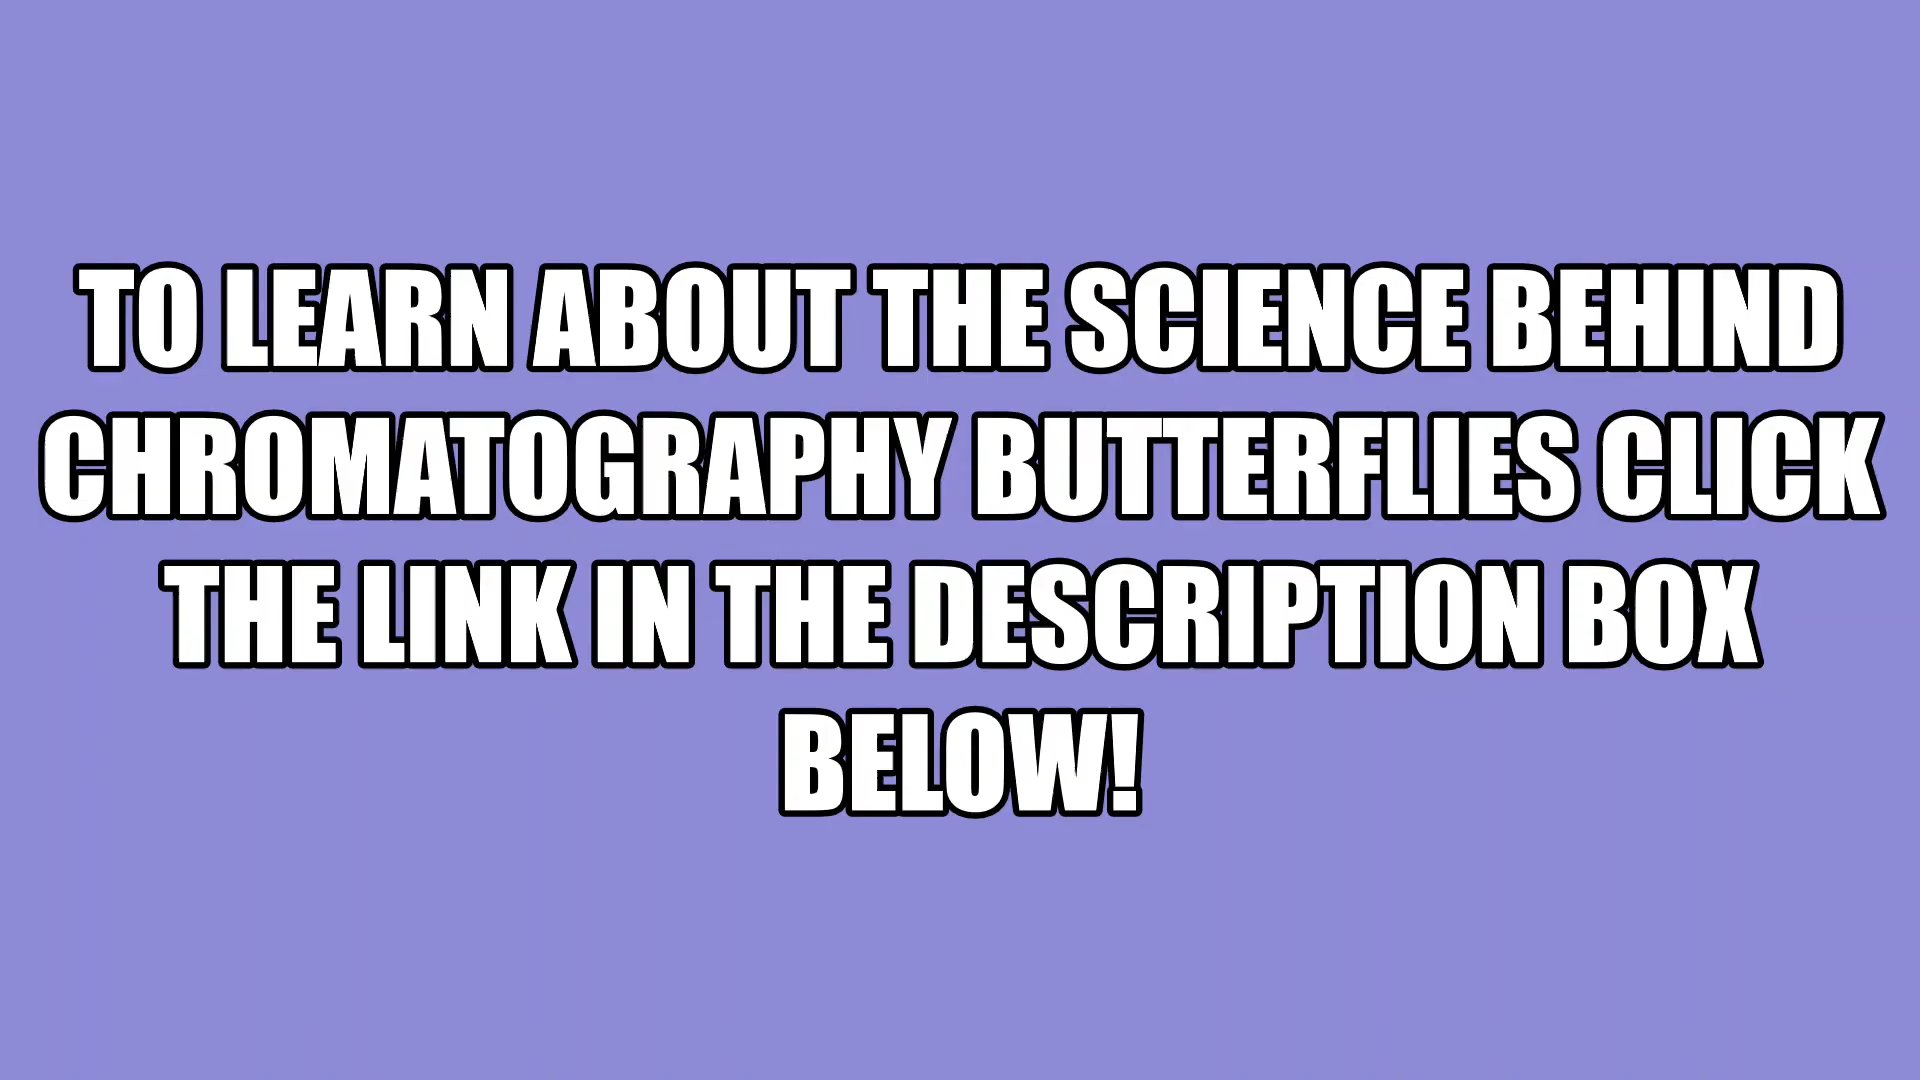 TO LEARN ABOUT THE SCIENCE BEHIND
CHROMATOGRAPHY BUTTERFLIES CLICK
THE LINK IN THE DESCRIPTION BOX
BELOW!